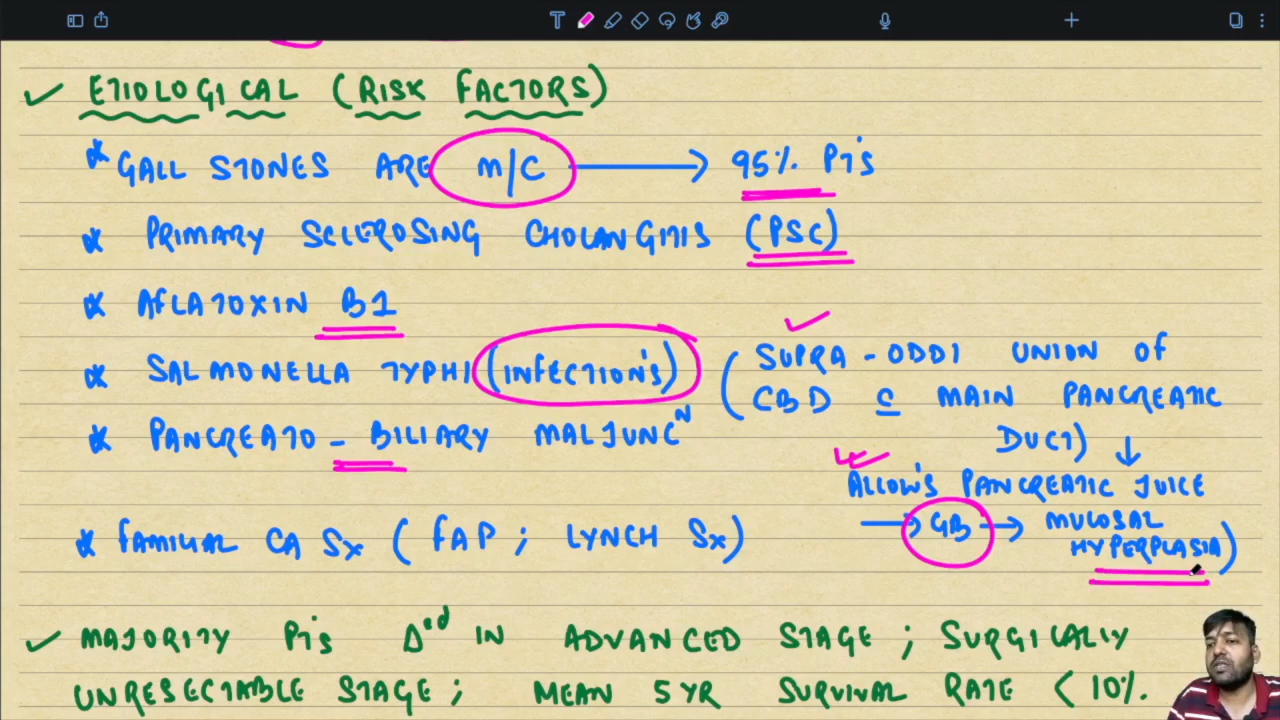 ✓ ETIOLOGICAL (RISK FACTORS)
* GALL STONES ARE M/C → 95% PTs
* PRIMARY SCLEROSING CHOLANGITIS (PSC)
* AFLATOXIN B1
* SALMONELLA TYPHI (INFECTION'S)
* PANCREATO - BILIARY MALJUNCᴺ
(SUPRA - ODDI UNION OF
CBD c̅ MAIN PANCREATIC
DUCT) ↓
ALLOW'S PANCREATIC JUICE
→ GB → MUCOSAL
HYPERPLASIA)
* FAMILIAL CA Sx (FAP ; LYNCH Sx)
✓ MAJORITY PTs Δᵉᵈ IN ADVANCED STAGE ; SURGICALLY
UNRESECTABLE STAGE ; MEAN 5 YR SURVIVAL RATE < 10%.